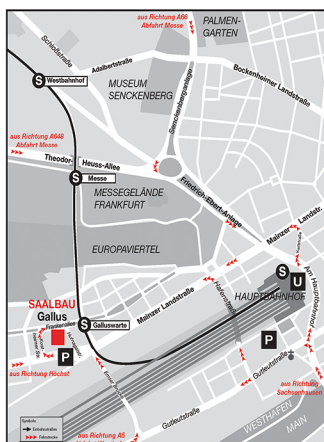 aus Richtung A66
Abfahrt Messe
PALMEN-
GARTEN
Schloßstraße
Adalbertstraße
Westbahnhof
MUSEUM
SENCKENBERG
Senckenberganlage
Bockenheimer Landstraße
aus Richtung A648
Abfahrt Messe
Theodor-
Heuss-Allee
Messe
MESSEGELÄNDE
FRANKFURT
Friedrich-Ebert-Anlage
Mainzer Landstr.
EUROPAVIERTEL
Am Hauptbahnhof
S
U
HAUPTBAHNHOF
Hafenstraße
Mainzer Landstraße
SAALBAU
Gallus
Frankenallee
Galluswarte
P
P
aus Richtung Höchst
Gutleutstraße
aus Richtung
Sachsenhausen
Gutleutstraße
aus Richtung A5
WESTHAFEN
MAIN
Symbole